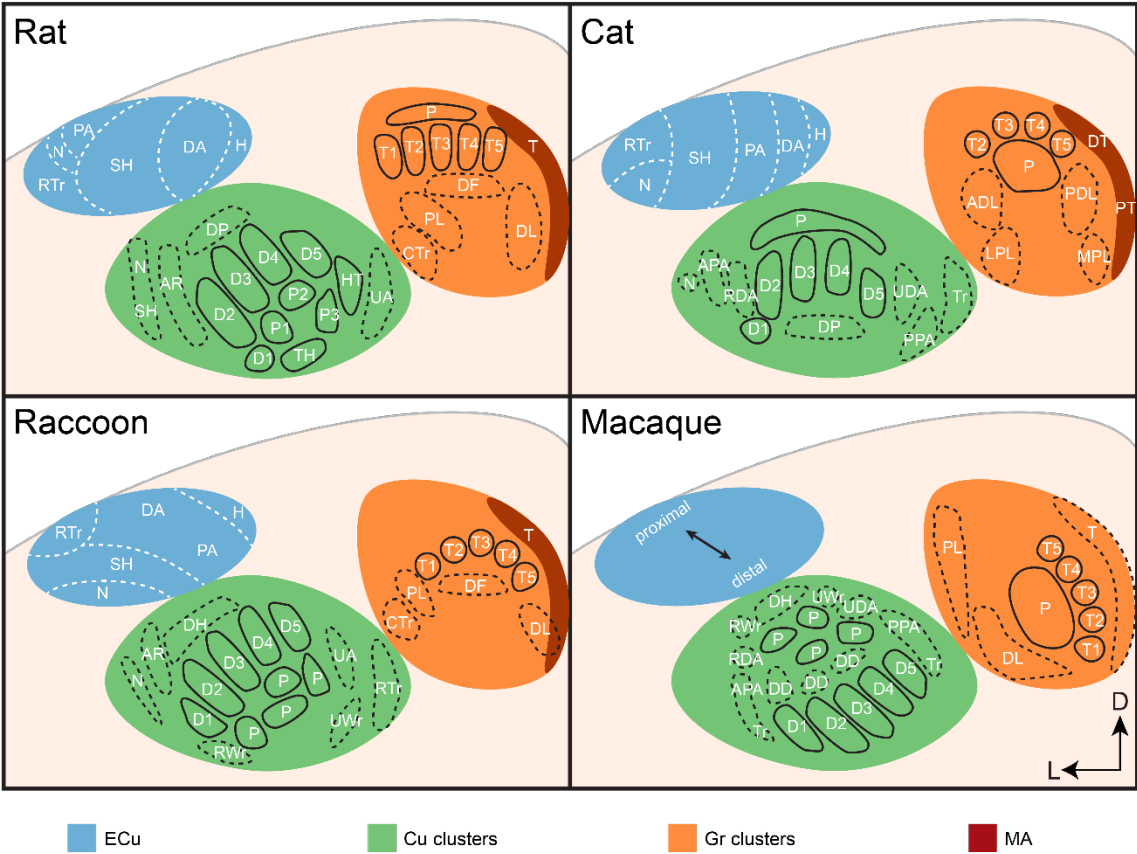 Rat
PA
N
RTr
SH
DA
H
P
T1 T2 T3 T4 T5
T
DF
PL
CTr
DL
DP
N
SH
AR
D2
D3
D4
D5
P2
P1
P3
HT
UA
D1
TH
Cat
RTr
N
SH
PA
DA
H
T2 T3 T4 T5
DT
P
ADL
PDL
PT
LPL
MPL
P
N
APA
RDA
D2
D3
D4
D5
UDA
Tr
D1
DP
PPA
Raccoon
RTr
DA
H
SH
PA
N
T1 T2 T3 T4 T5
T
PL
DF
CTr
DL
DH
AR
N
D1
D2
D3
D4
D5
P
P
P
P
RWr
UA
UWr
RTr
Macaque
proximal
distal
PL
T
T5
T4
T3
T2
T1
P
DL
DH
UWr
UDA
RWr
P
P
P
P
PPA
RDA
DD
APA
DD
DD
Tr
Tr
D1
D2
D3
D4
D5
D
L
ECu
Cu clusters
Gr clusters
MA